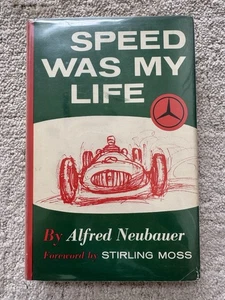 SPEED
WAS MY
LIFE
By Alfred Neubauer
Foreword by STIRLING MOSS